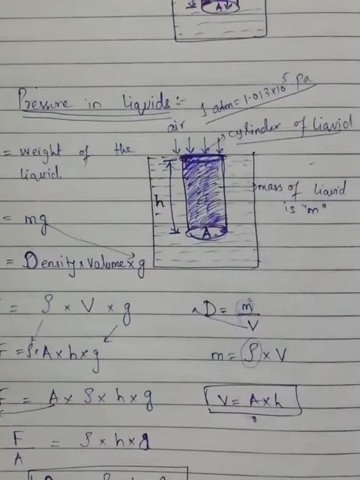 A
Pressure in Liquids:-
1 atm = 1.013×10⁵ Pa
air
cylinder of liquid
= weight of the
liquid.
h
A
mass of liquid
is "m"
= mg
= Density × Volume × g
= ρ × V × g
D = m/V
F = ρ × A × h × g
m = ρ × V
F = A × ρ × h × g
V = A × h
F/A = ρ × h × g